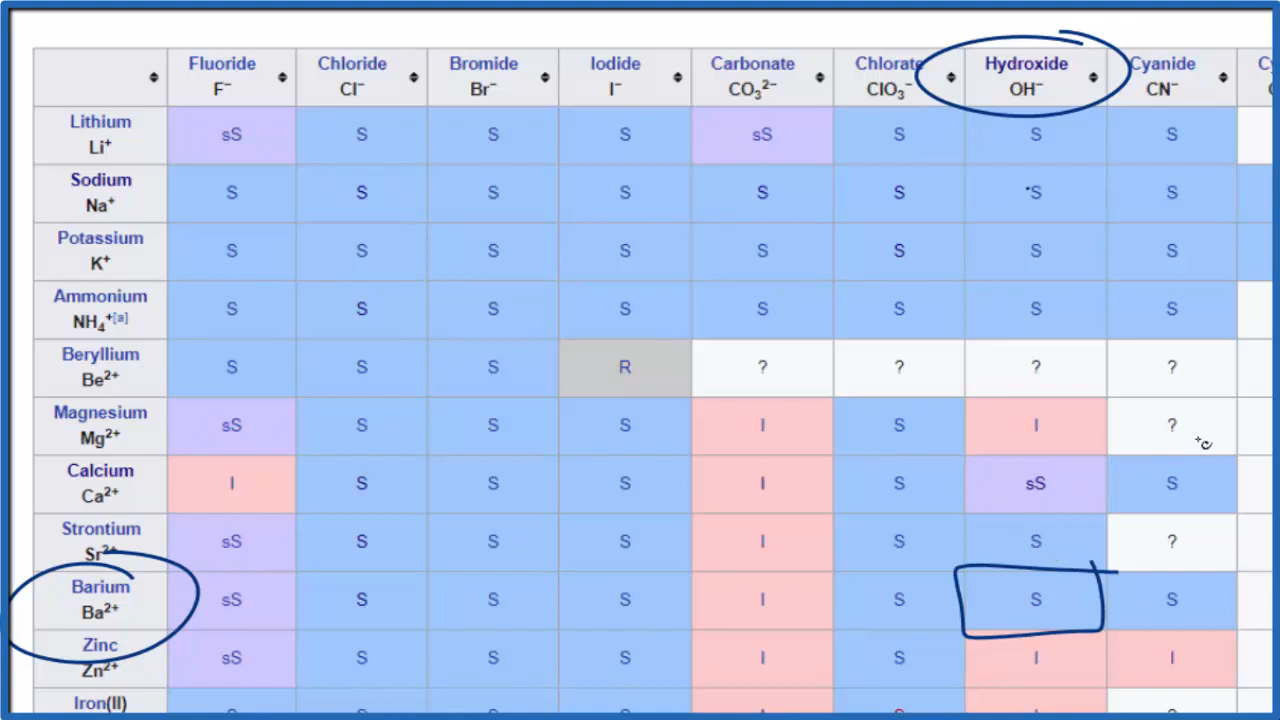 Fluoride Chloride Bromide Iodide Carbonate Chlorate Hydroxide Cyanide
F⁻ Cl⁻ Br⁻ I⁻ CO₃²⁻ ClO₃⁻ OH⁻ CN⁻
Lithium
Li⁺ sS S S S sS S S S
Sodium
Na⁺ S S S S S S S S
Potassium
K⁺ S S S S S S S S
Ammonium
NH₄⁺[a] S S S S S S S S
Beryllium
Be²⁺ S S S R ? ? ? ?
Magnesium
Mg²⁺ sS S S S I S I ?
Calcium
Ca²⁺ I S S S I S sS S
Strontium
Sr²⁺ sS S S S I S S ?
Barium
Ba²⁺ sS S S S I S S S
Zinc
Zn²⁺ sS S S S I S I I
Iron(II)